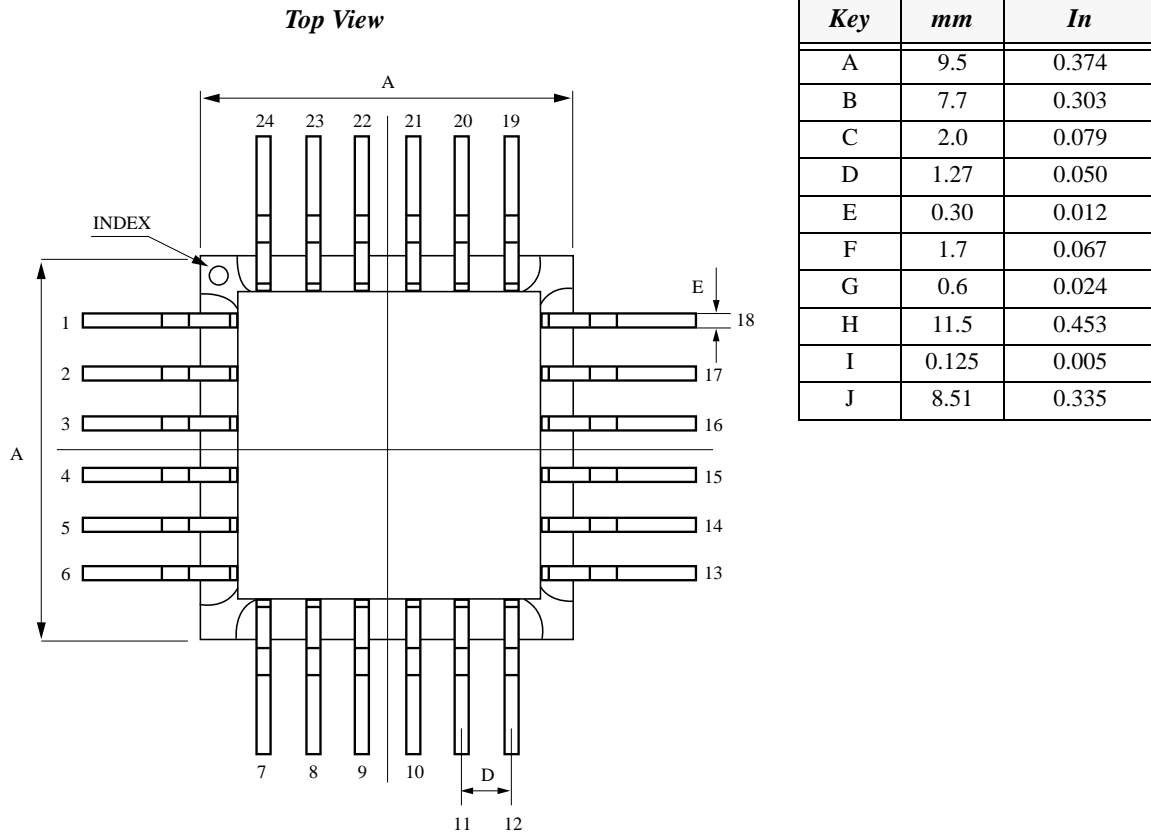 Top View
A
24 23 22 21 20 19
INDEX
E
1
18
2
17
3
16
A
4
15
5
14
6
13
7 8 9 10 D
11 12
Key mm In
A 9.5 0.374
B 7.7 0.303
C 2.0 0.079
D 1.27 0.050
E 0.30 0.012
F 1.7 0.067
G 0.6 0.024
H 11.5 0.453
I 0.125 0.005
J 8.51 0.335